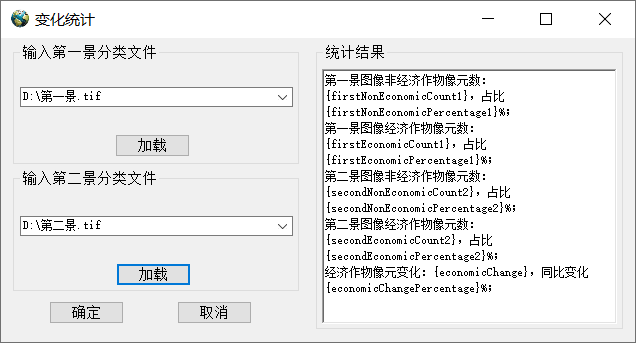 变化统计
输入第一景分类文件
D:\第一景.tif
加载
输入第二景分类文件
D:\第二景.tif
加载
确定
取消
统计结果
第一景图像非经济作物像元数：
{firstNonEconomicCount1}，占比
{firstNonEconomicPercentage1}%；
第一景图像经济作物像元数：
{firstEconomicCount1}，占比
{firstEconomicPercentage1}%；
第二景图像非经济作物像元数：
{secondNonEconomicCount2}，占比
{secondNonEconomicPercentage2}%；
第二景图像经济作物像元数：
{secondEconomicCount2}，占比
{secondEconomicPercentage2}%；
经济作物像元变化：{economicChange}，同比变化
{economicChangePercentage}%；